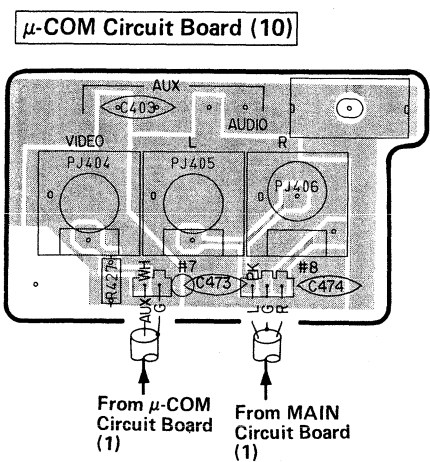 μ-COM Circuit Board (10)
AUX
C403
AUDIO
VIDEO L R
PJ404 PJ405 PJ406
R427 WH #7 C473 PK #8 C474
AUX G L G R
From μ-COM
Circuit Board
(1)
From MAIN
Circuit Board
(1)